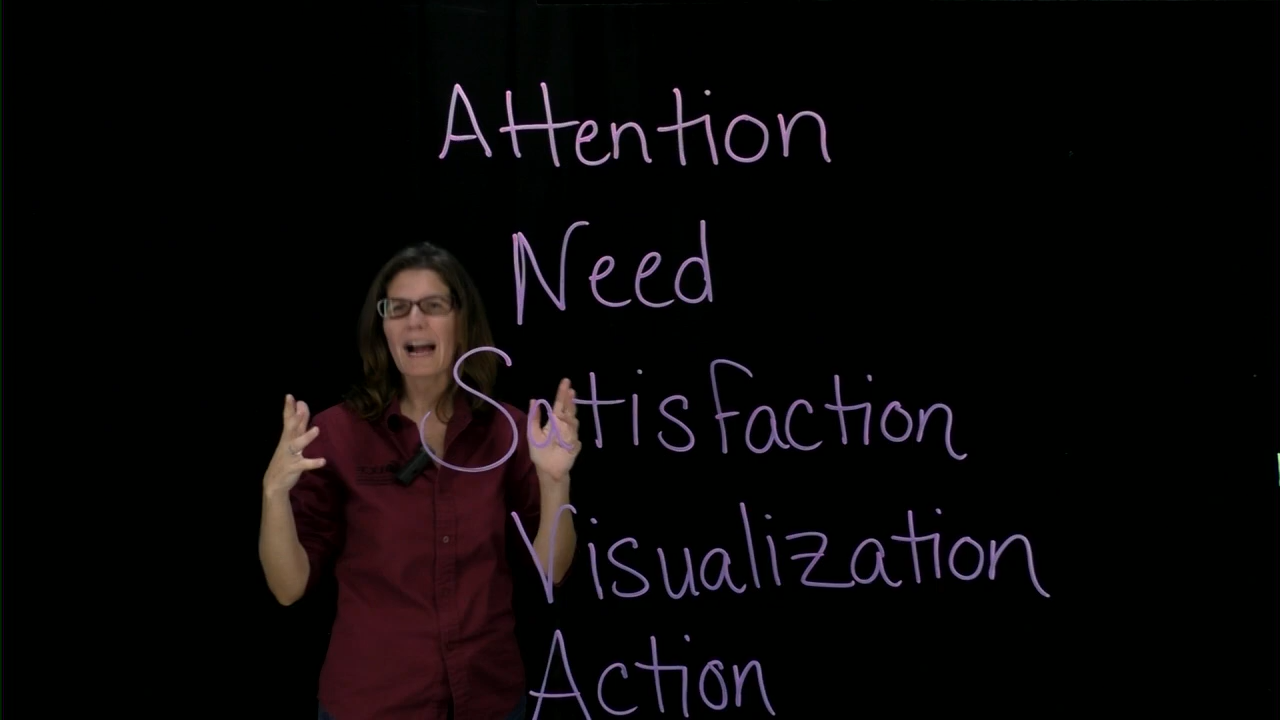 Attention
Need
Satisfaction
Visualization
Action